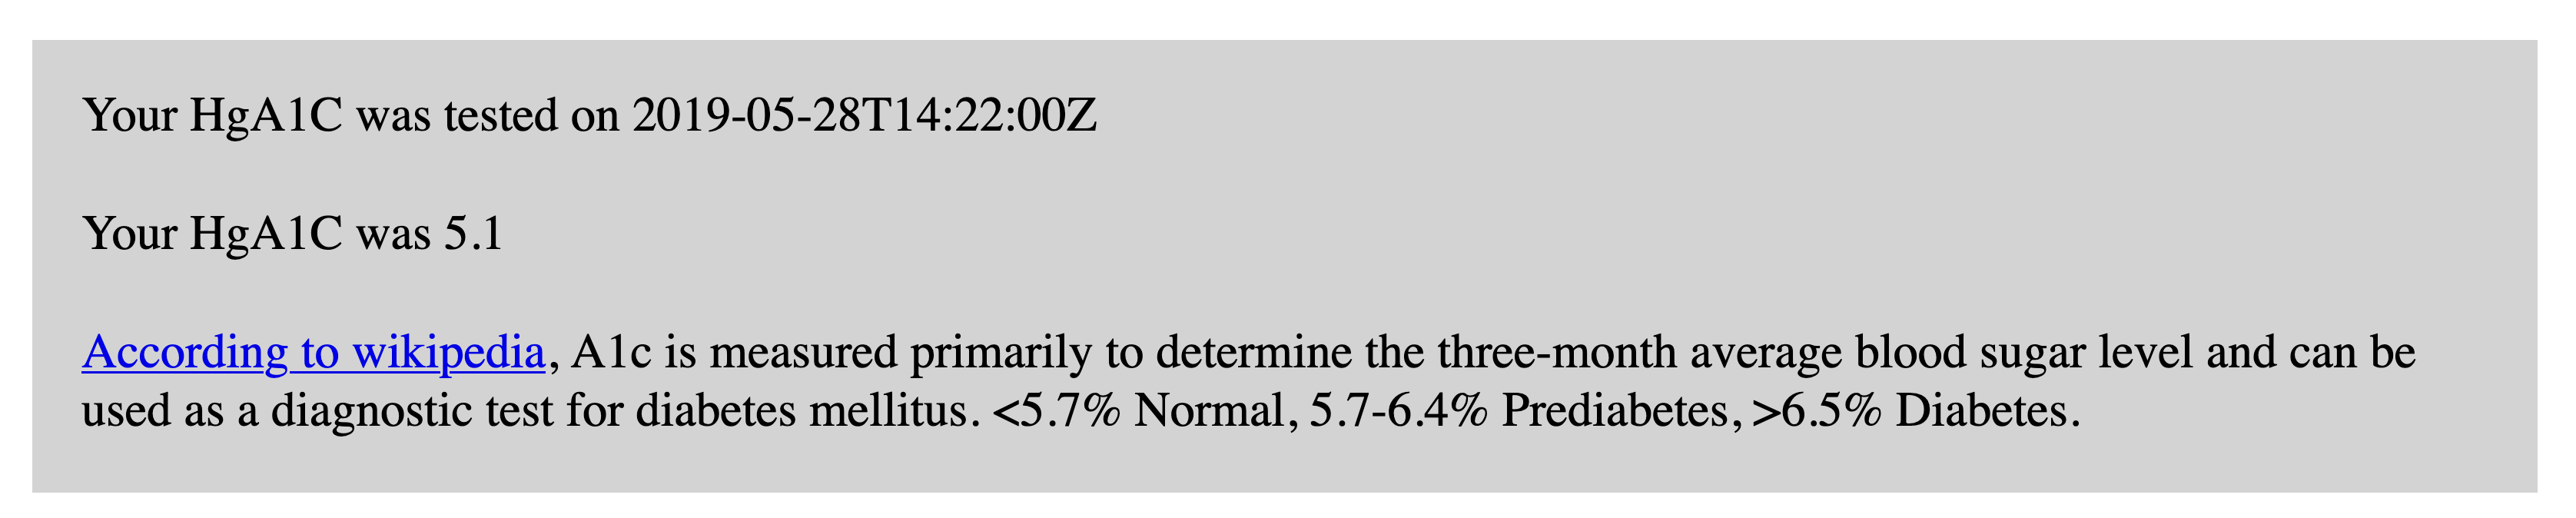 Your HgA1C was tested on 2019-05-28T14:22:00Z
Your HgA1C was 5.1
According to wikipedia, A1c is measured primarily to determine the three-month average blood sugar level and can be
used as a diagnostic test for diabetes mellitus. <5.7% Normal, 5.7-6.4% Prediabetes, >6.5% Diabetes.